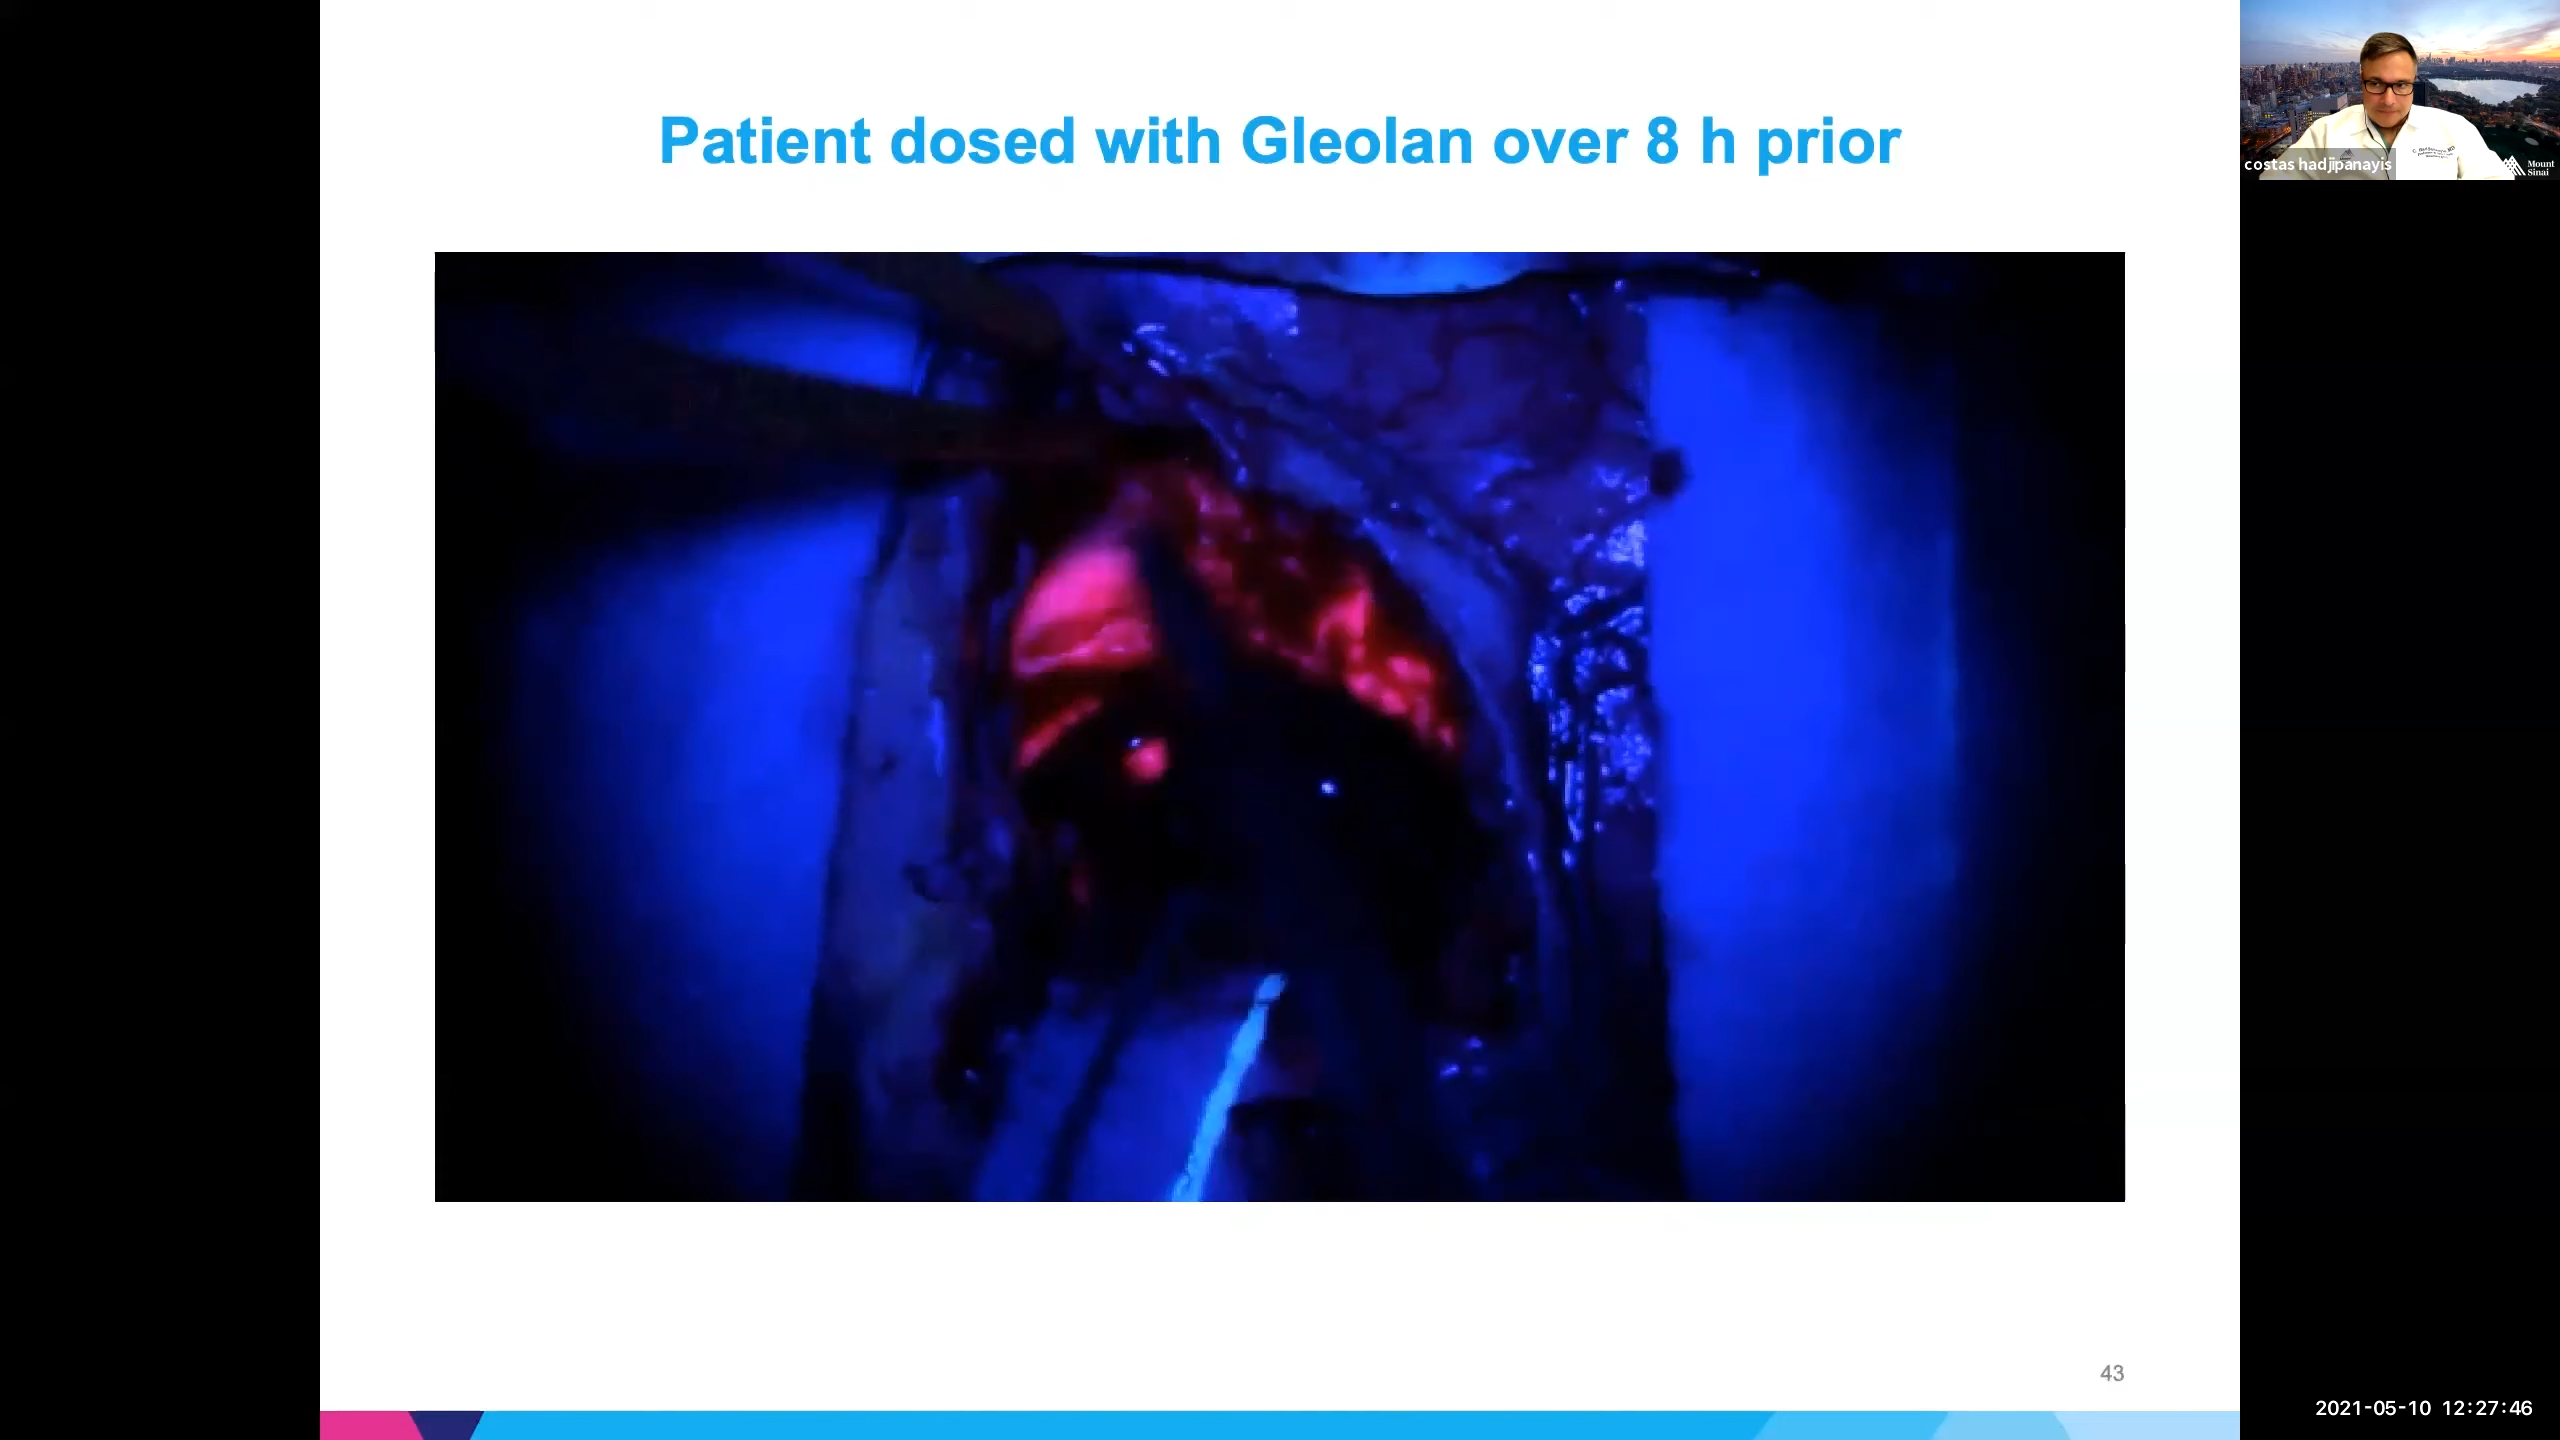 Patient dosed with Gleolan over 8 h prior
costas hadjipanayis
Mount
Sinai
43
2021-05-10 12:27:46